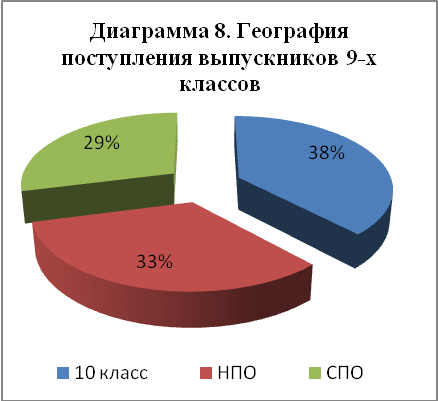 Диаграмма 8. География
поступления выпускников 9-х
классов
29%
38%
33%
10 класс НПО СПО